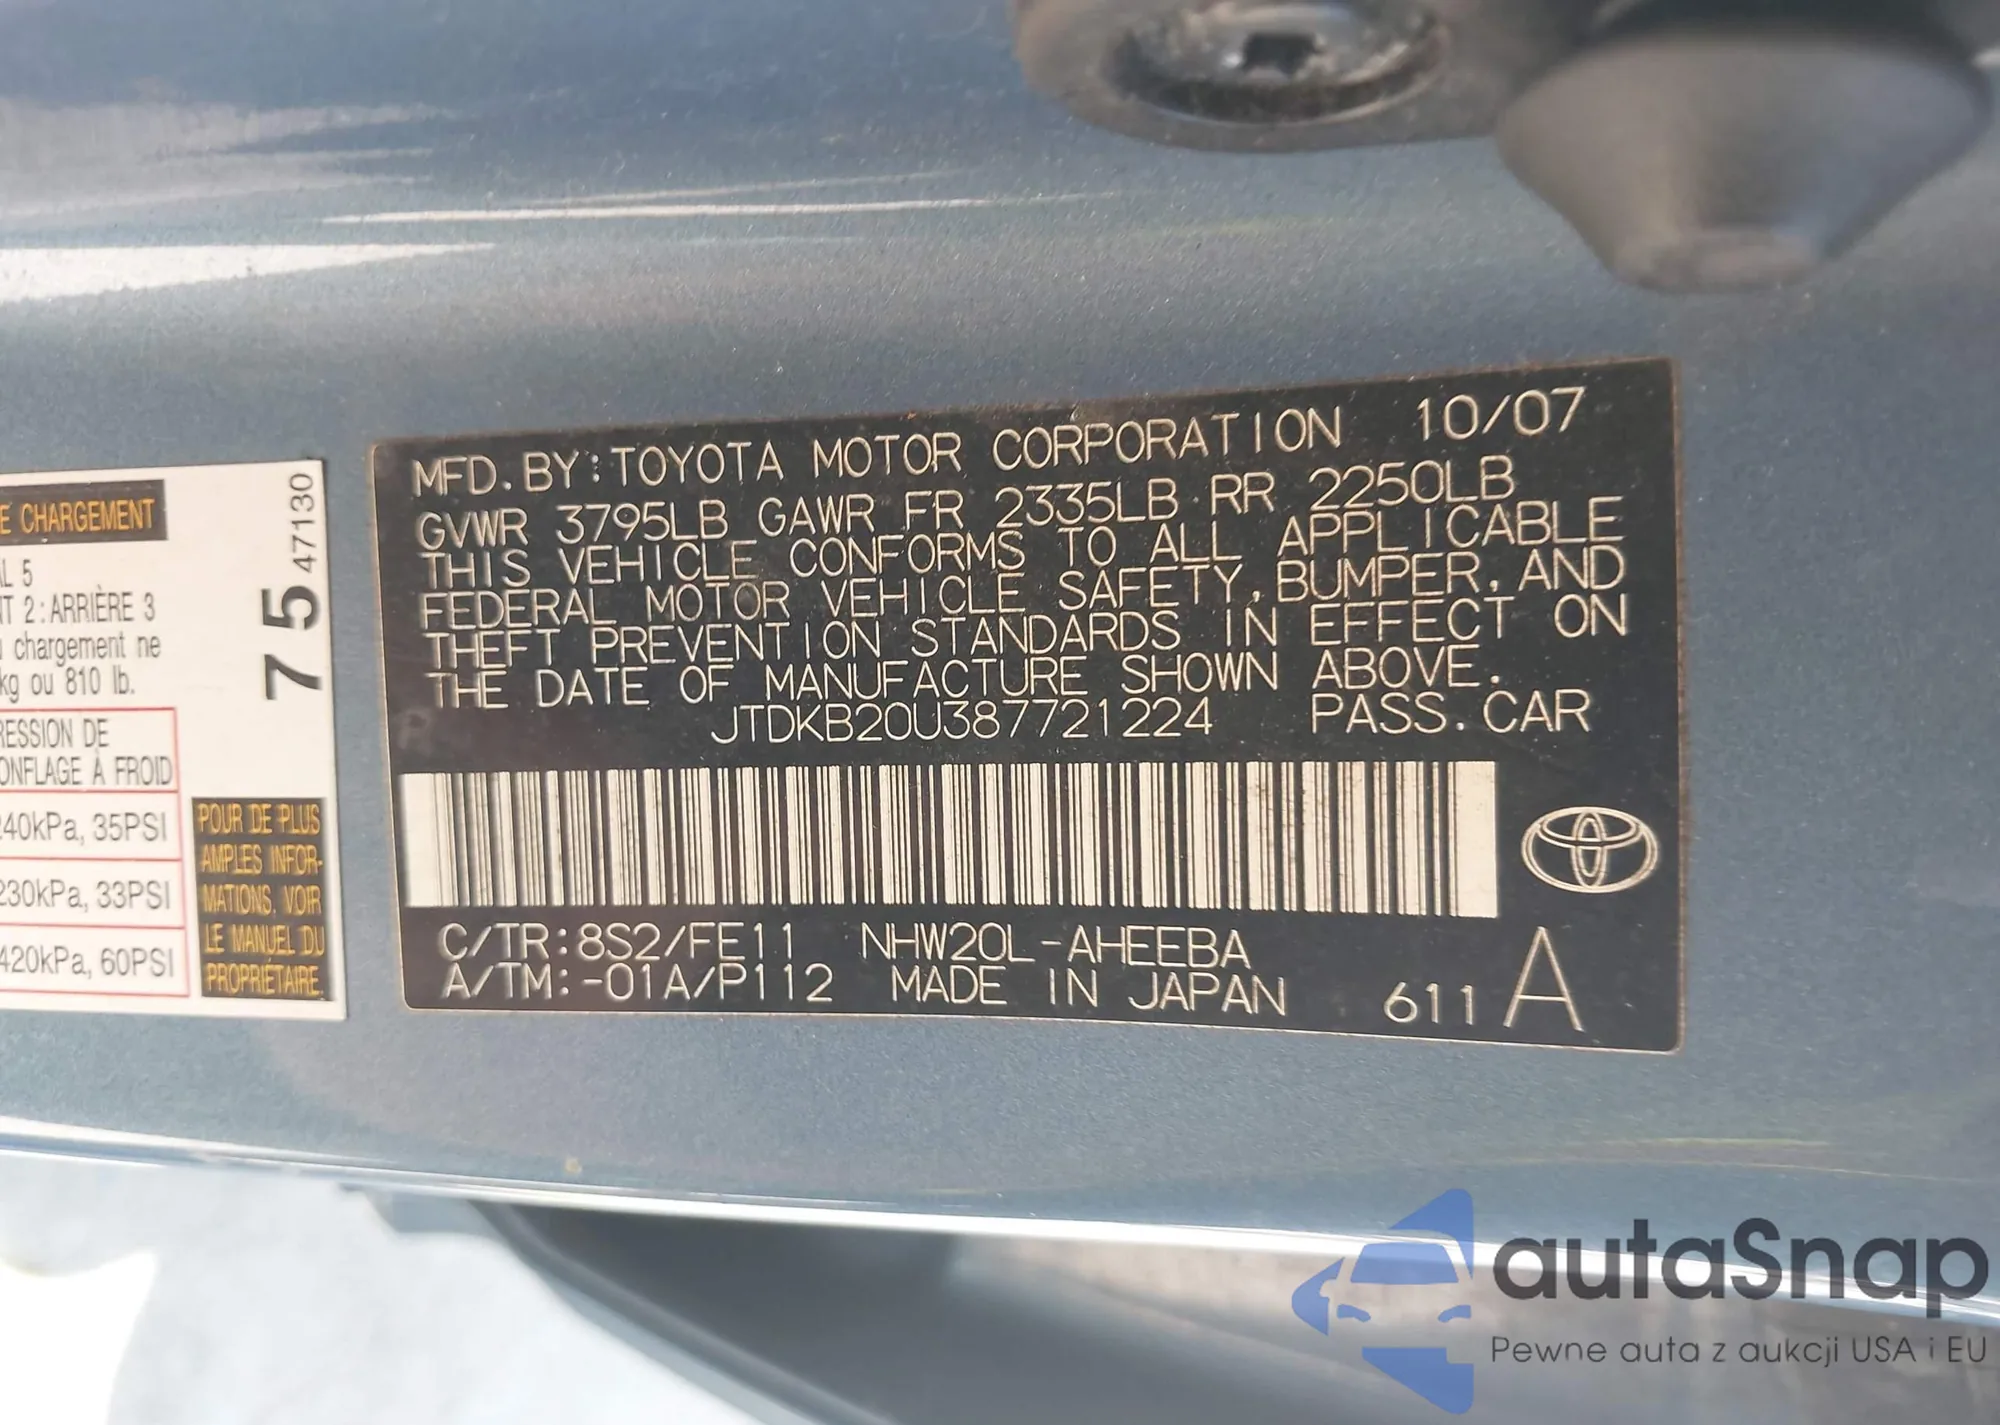 E CHARGEMENT
AL 5
NT 2 : ARRIÈRE 3
u chargement ne
kg ou 810 lb.
RESSION DE
ONFLAGE À FROID
240kPa, 35PSI
230kPa, 33PSI
420kPa, 60PSI
75
47130
POUR DE PLUS
AMPLES INFOR-
MATIONS, VOIR
LE MANUEL DU
PROPRIÉTAIRE.
MFD. BY: TOYOTA MOTOR CORPORATION 10/07
GVWR 3795LB GAWR FR 2335LB RR 2250LB
THIS VEHICLE CONFORMS TO ALL APPLICABLE
FEDERAL MOTOR VEHICLE SAFETY, BUMPER, AND
THEFT PREVENTION STANDARDS IN EFFECT ON
THE DATE OF MANUFACTURE SHOWN ABOVE.
JTDKB20U387721224 PASS. CAR
C/TR: 8S2/FE11 NHW20L-AHEEBA
A/TM: -01A/P112 MADE IN JAPAN 611 A
autaSnap
Pewne auta z aukcji USA i EU